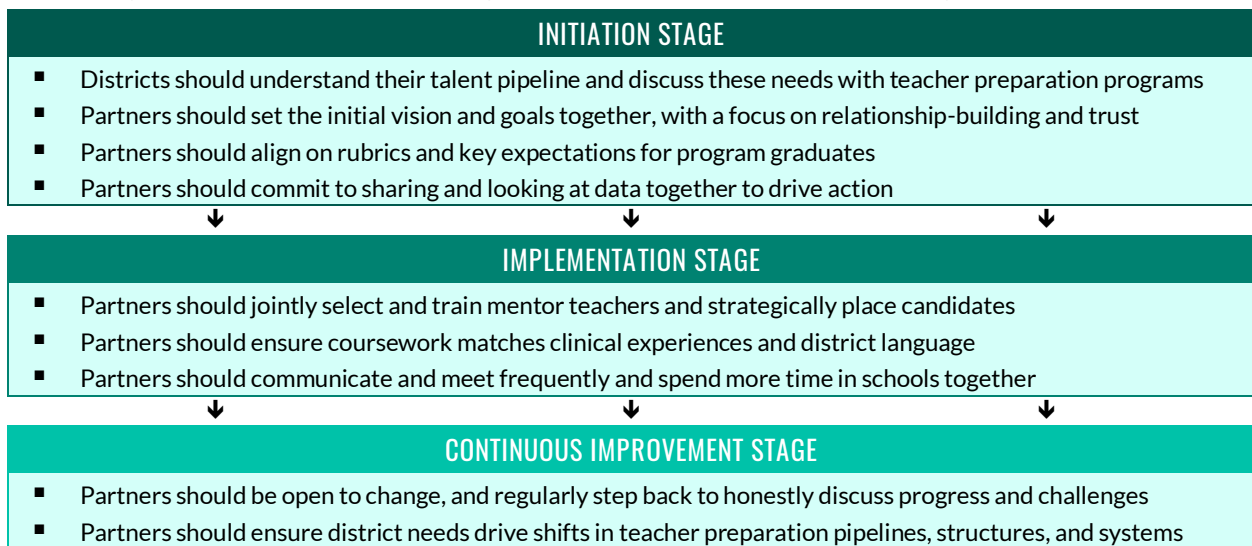 INITIATION STAGE
▪ Districts should understand their talent pipeline and discuss these needs with teacher preparation programs
▪ Partners should set the initial vision and goals together, with a focus on relationship-building and trust
▪ Partners should align on rubrics and key expectations for program graduates
▪ Partners should commit to sharing and looking at data together to drive action
IMPLEMENTATION STAGE
▪ Partners should jointly select and train mentor teachers and strategically place candidates
▪ Partners should ensure coursework matches clinical experiences and district language
▪ Partners should communicate and meet frequently and spend more time in schools together
CONTINUOUS IMPROVEMENT STAGE
▪ Partners should be open to change, and regularly step back to honestly discuss progress and challenges
▪ Partners should ensure district needs drive shifts in teacher preparation pipelines, structures, and systems